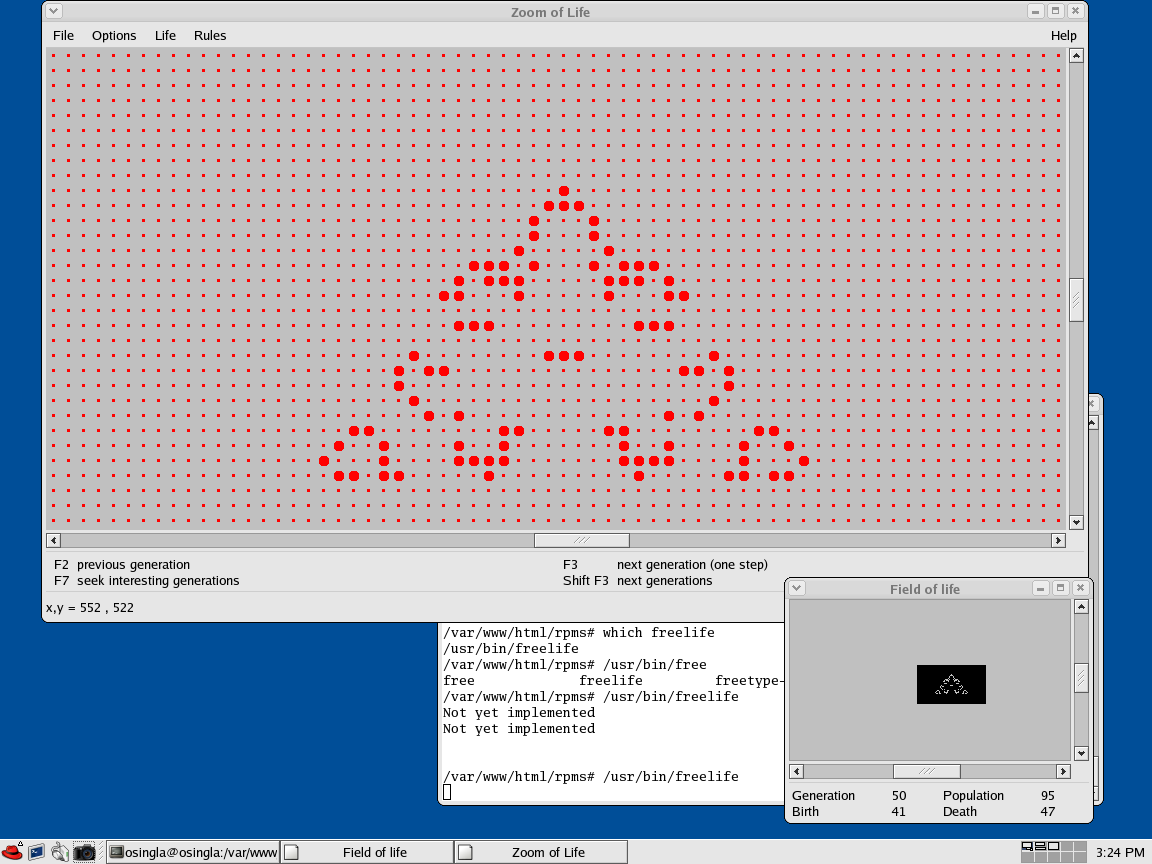 Zoom of Life
File Options Life Rules Help
F2 previous generation F3 next generation (one step)
F7 seek interesting generations Shift F3 next generations
x,y = 552 , 522
/var/www/html/rpms# which freelife
/usr/bin/freelife
/var/www/html/rpms# /usr/bin/free
free freelife freetype-
/var/www/html/rpms# /usr/bin/freelife
Not yet implemented
Not yet implemented
/var/www/html/rpms# /usr/bin/freelife
Field of life
Generation 50 Population 95
Birth 41 Death 47
osingla@osingla:/var/www Field of life Zoom of Life 3:24 PM